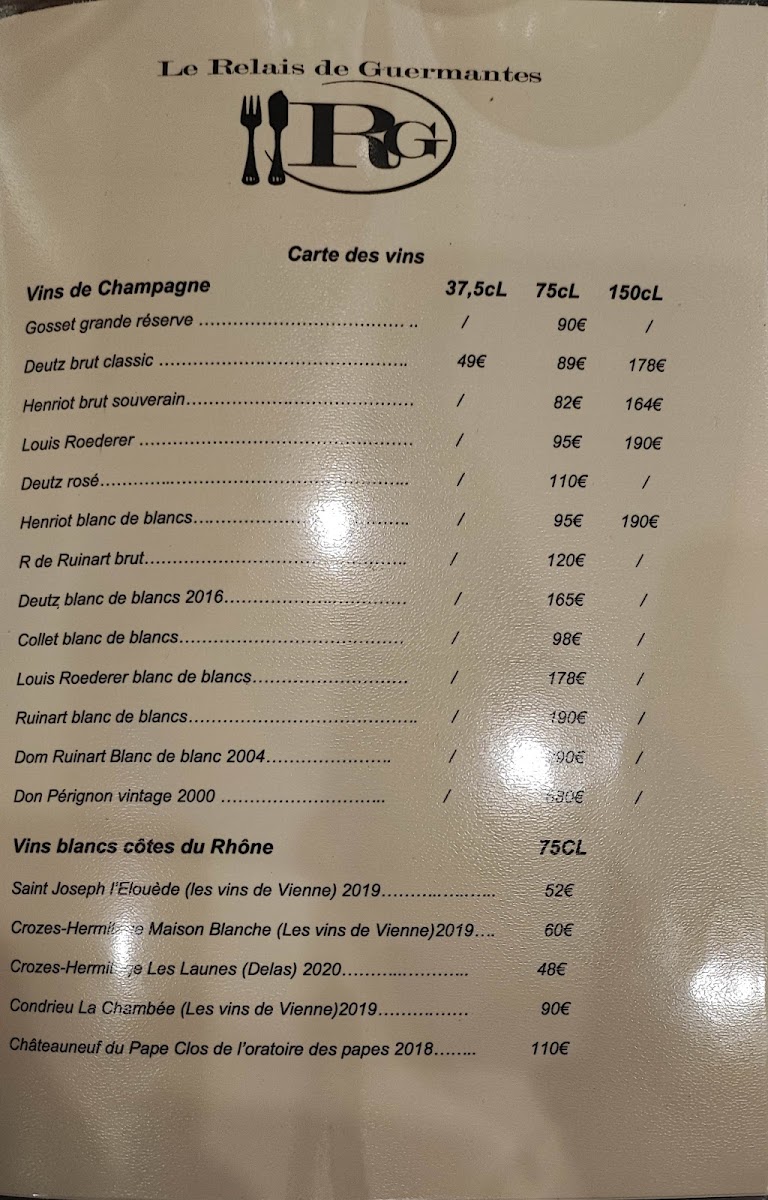 Le Relais de Guermantes
RG
Carte des vins
Vins de Champagne 37,5cL 75cL 150cL
Gosset grande réserve ........................................ .. / 90€ /
Deutz brut classic ................................................ 49€ 89€ 178€
Henriot brut souverain............................................ / 82€ 164€
Louis Roederer .................................................... / 95€ 190€
Deutz rosé............................................................ / 110€ /
Henriot blanc de blancs.......................................... / 95€ 190€
R de Ruinart brut................................................... / 120€ /
Deutz blanc de blancs 2016................................... / 165€ /
Collet blanc de blancs........................................... / 98€ /
Louis Roederer blanc de blancs............................. / 178€ /
Ruinart blanc de blancs......................................... / 190€ /
Dom Ruinart Blanc de blanc 2004....................... / /
Don Pérignon vintage 2000 .............................. / /
Vins blancs côtes du Rhône 75CL
Saint Joseph l'Elouède (les vins de Vienne) 2019..................... 52€
Crozes-Hermitage Maison Blanche (Les vins de Vienne)2019.... 60€
Crozes-Hermitage Les Launes (Delas) 2020....................... 48€
Condrieu La Chambée (Les vins de Vienne)2019................ 90€
Châteauneuf du Pape Clos de l'oratoire des papes 2018........ 110€